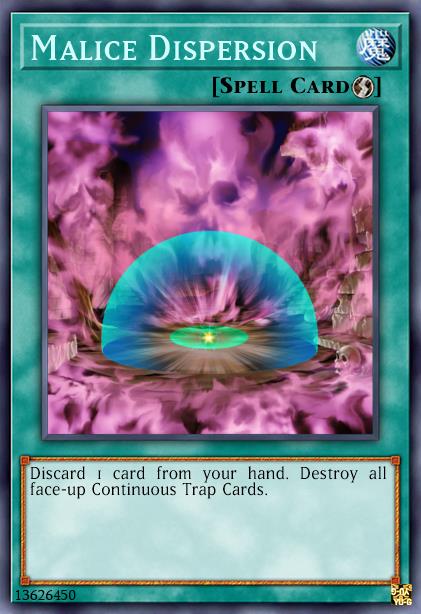 Malice Dispersion
[Spell Card]
Discard 1 card from your hand. Destroy all
face-up Continuous Trap Cards.
13626450